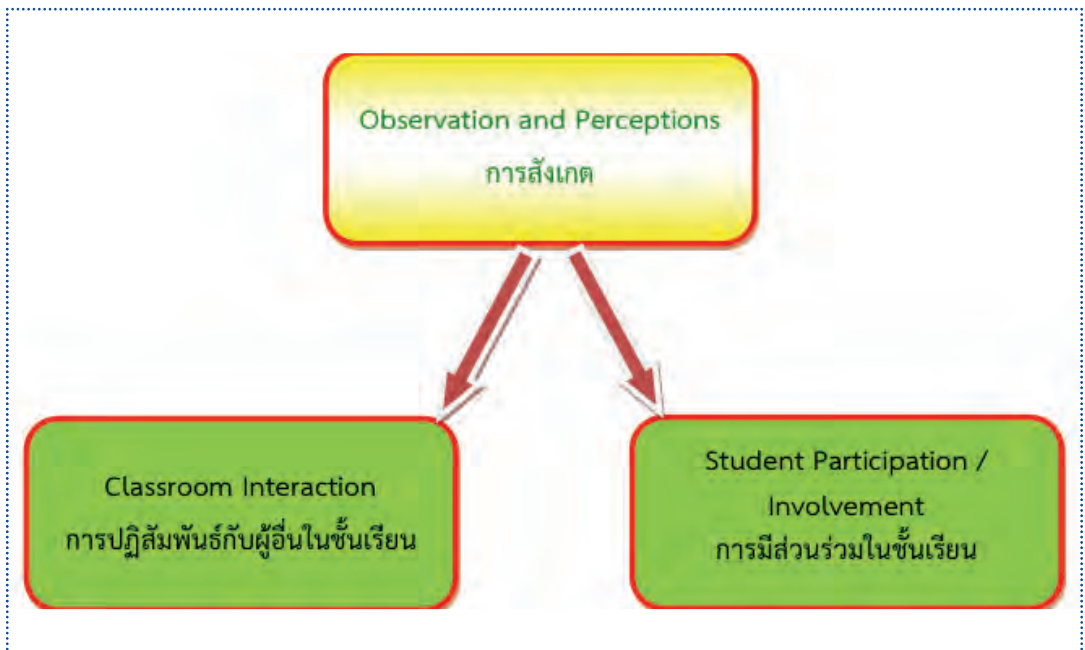 Observation and Perceptions
การสังเกต
Classroom Interaction
การปฏิสัมพันธ์กับผู้อื่นในชั้นเรียน
Student Participation /
Involvement
การมีส่วนร่วมในชั้นเรียน